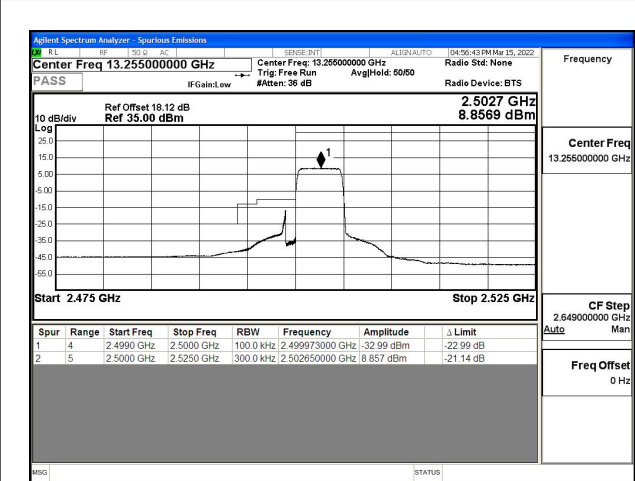 Agilent Spectrum Analyzer - Spurious Emissions
RL RF 50 Ω AC SENSE:INT ALIGN AUTO 04:56:43 PM Mar 15, 2022
Center Freq 13.255000000 GHz
Center Freq: 13.255000000 GHz
Radio Std: None
Trig: Free Run Avg|Hold: 50/50
PASS
IFGain:Low
#Atten: 36 dB
Radio Device: BTS
Frequency
Ref Offset 18.12 dB
2.5027 GHz
10 dB/div Ref 35.00 dBm
8.8569 dBm
Log
25.0
15.0
1
5.00
-5.00
-15.0
-25.0
-35.0
-45.0
-55.0
Start 2.475 GHz
Stop 2.525 GHz
Center Freq
13.255000000 GHz
CF Step
2.649000000 GHz
Auto Man
Freq Offset
0 Hz
Spur Range Start Freq Stop Freq RBW Frequency Amplitude Δ Limit
1 4 2.4990 GHz 2.5000 GHz 100.0 kHz 2.499973000 GHz -32.99 dBm -22.99 dB
2 5 2.5000 GHz 2.5250 GHz 300.0 kHz 2.502650000 GHz 8.857 dBm -21.14 dB
MSG
STATUS